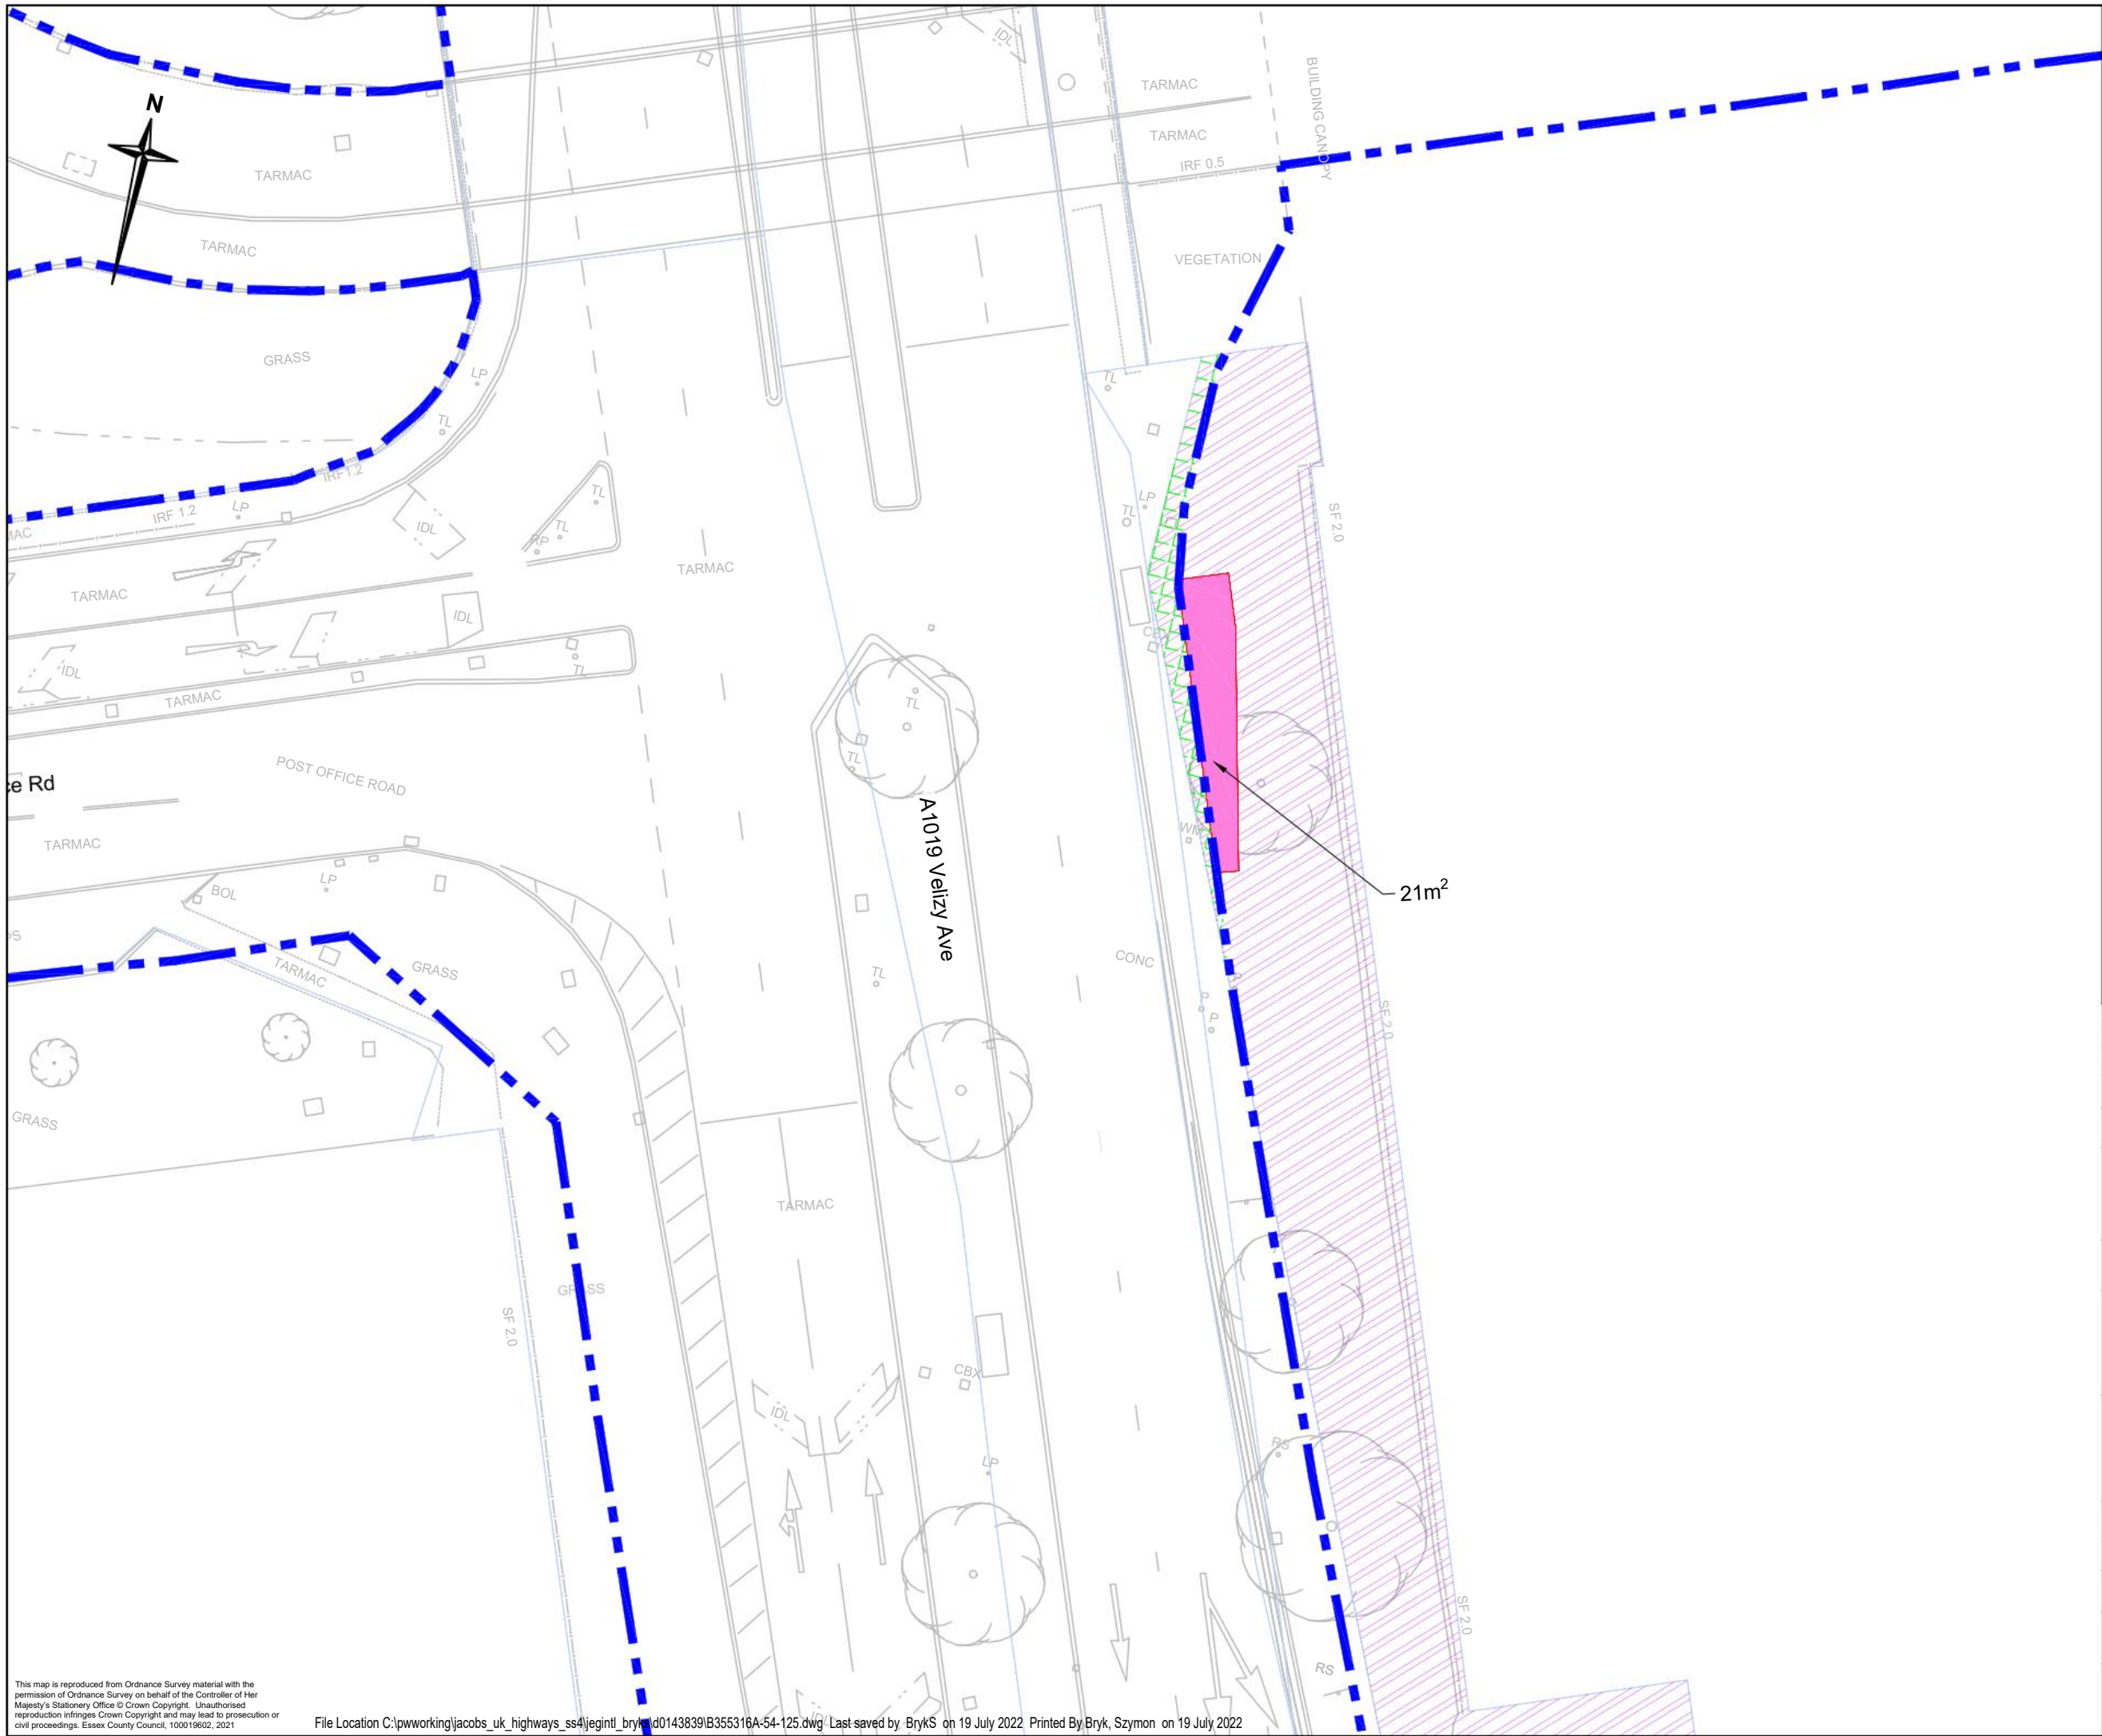 N
IDL
TARMAC
BUILDING CANOPY
TARMAC
TARMAC
IRF 0.5
TARMAC
VEGETATION
GRASS
LP
TL
TL
IRF1.2
IRF 1.2
LP
IDL
TL
TL
RP
LP
TL
SF 2.0
TARMAC
TARMAC
IDL
TL
IDL
TARMAC
TL
TL
POST OFFICE ROAD
ce Rd
TARMAC
A1019 Velizy Ave
WM
21m²
LP
BOL
TARMAC
GRASS
TL
CONC
P
SF 2.0
GRASS
TARMAC
GRASS
SF 2.0
CBX
IDL
RS
LP
SF 2.0
RS
IDL
This map is reproduced from Ordnance Survey material with the
permission of Ordnance Survey on behalf of the Controller of Her
Majesty's Stationery Office © Crown Copyright. Unauthorised
reproduction infringes Crown Copyright and may lead to prosecution or
civil proceedings. Essex County Council, 100019602, 2021
File Location C:\pwworking\jacobs_uk_highways_ss4\jegintl_bryks\d0143839\B355316A-54-125.dwg Last saved by BrykS on 19 July 2022 Printed By Bryk, Szymon on 19 July 2022